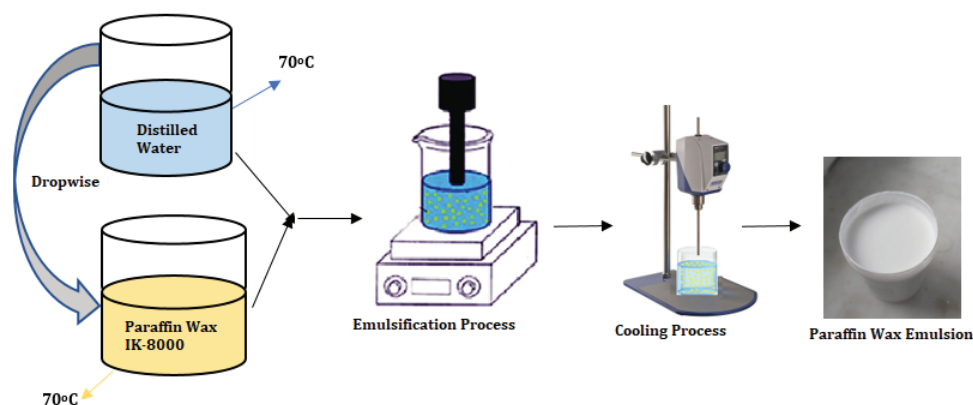 70oC
Distilled
Water
Dropwise
Paraffin Wax
IK-8000
70oC
Emulsification Process
Cooling Process
Paraffin Wax Emulsion